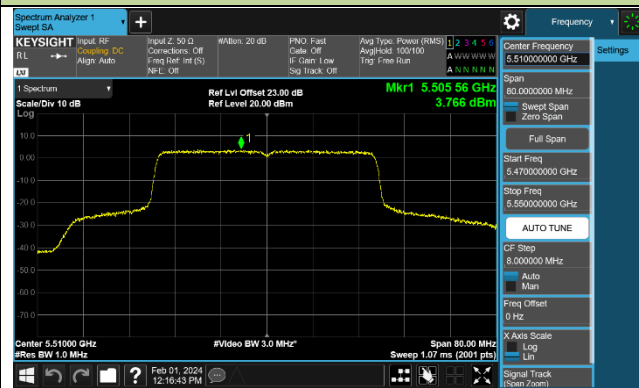 Spectrum Analyzer 1
Swept SA
Frequency
KEYSIGHT
RL
LXI
Input: RF
Coupling: DC
Align: Auto
Input Z: 50 Ω
Corrections: Off
Freq Ref: Int (S)
NFE: Off
#Atten: 20 dB
PNO: Fast
Gate: Off
IF Gain: Low
Sig Track: Off
Avg Type: Power (RMS)
Avg|Hold: 100/100
Trig: Free Run
1 2 3 4 5 6
A W W W W W
A N N N N N
1 Spectrum
Scale/Div 10 dB
Log
Ref Lvl Offset 23.00 dB
Ref Level 20.00 dBm
Mkr1 5.505 56 GHz
3.766 dBm
1
10.0
0.00
-10.0
-20.0
-30.0
-40.0
-50.0
-60.0
-70.0
Center 5.51000 GHz
#Res BW 1.0 MHz
#Video BW 3.0 MHz*
Span 80.00 MHz
Sweep 1.07 ms (2001 pts)
Center Frequency
5.510000000 GHz
Settings
Span
80.0000000 MHz
Swept Span
Zero Span
Full Span
Start Freq
5.470000000 GHz
Stop Freq
5.550000000 GHz
AUTO TUNE
CF Step
8.000000 MHz
Auto
Man
Freq Offset
0 Hz
X Axis Scale
Log
Lin
Signal Track
(Span Zoom)
Feb 01, 2024
12:16:43 PM